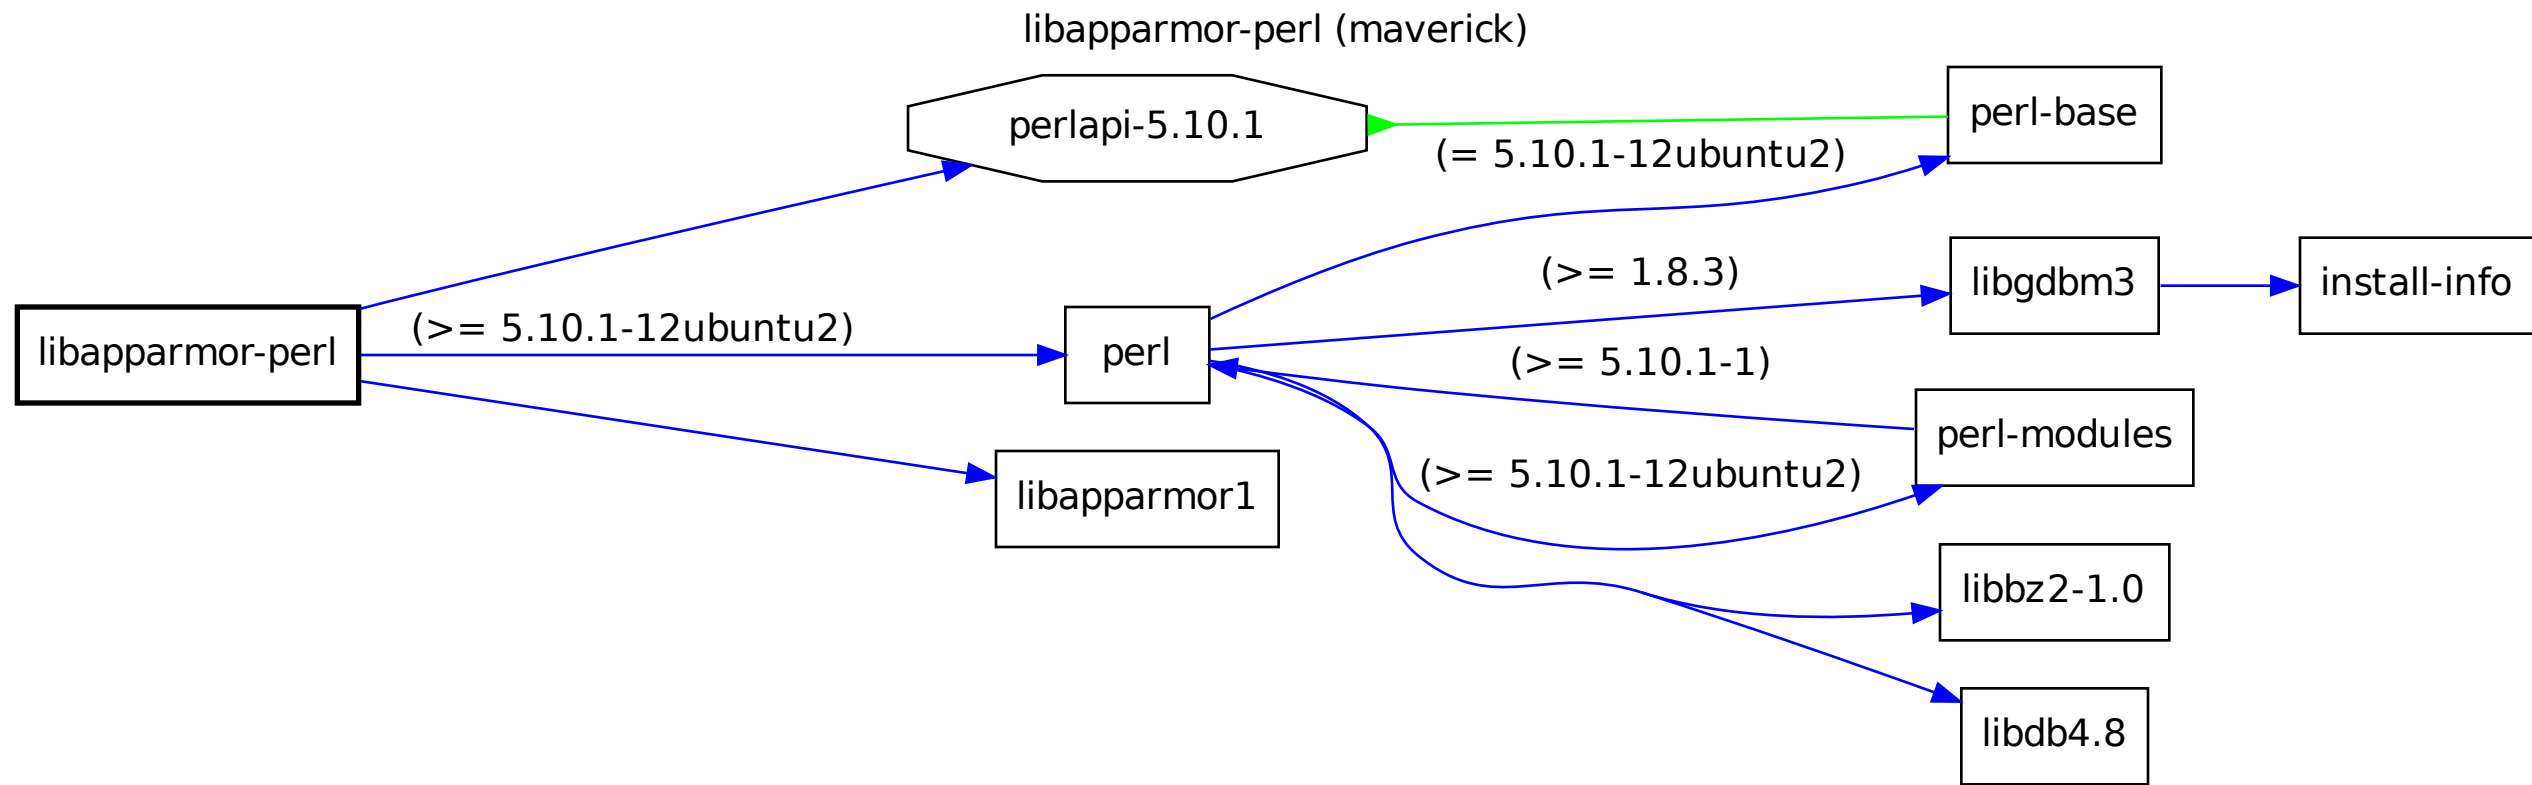 libapparmor-perl (maverick)
perlapi-5.10.1
perl-base
(= 5.10.1-12ubuntu2)
(>= 1.8.3)
libgdbm3
install-info
libapparmor-perl
(>= 5.10.1-12ubuntu2)
perl
(>= 5.10.1-1)
perl-modules
(>= 5.10.1-12ubuntu2)
libapparmor1
libbz2-1.0
libdb4.8